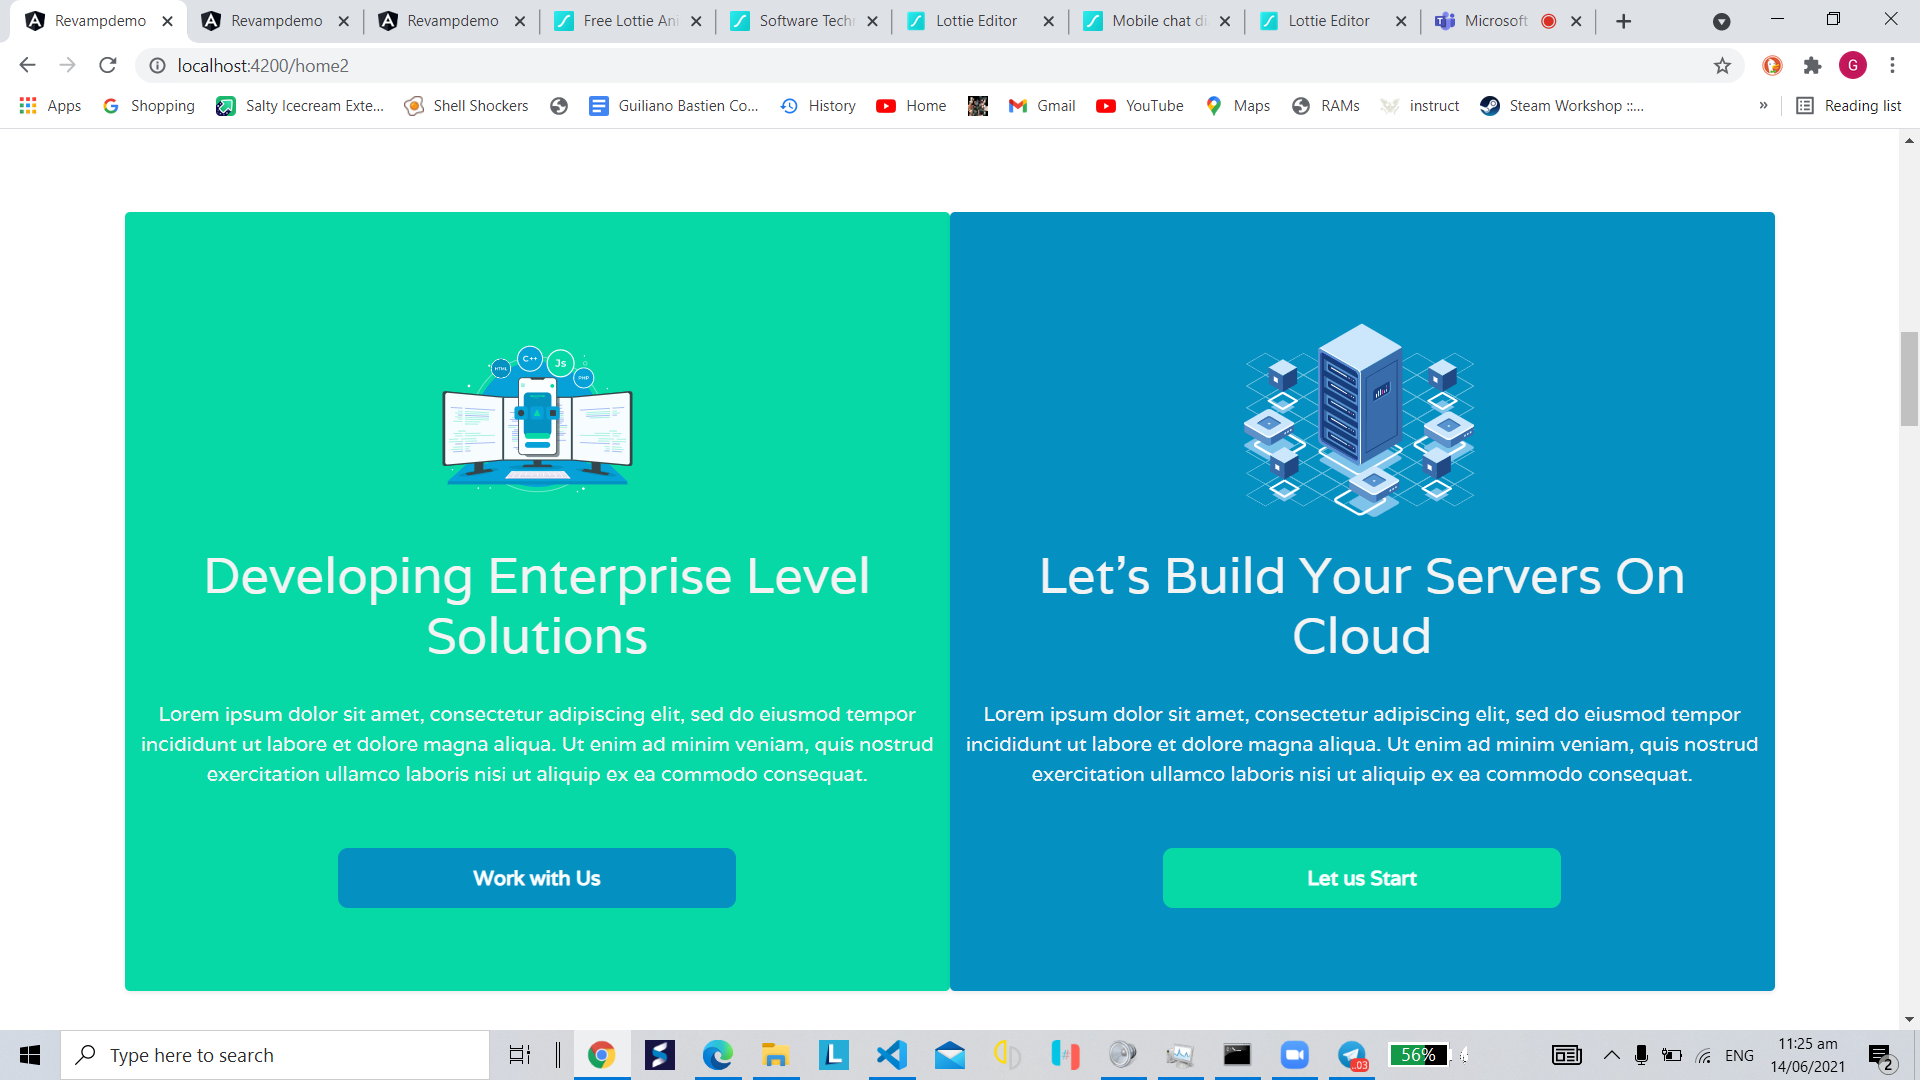 Revampdemo
Revampdemo
Revampdemo
Free Lottie Ani
Software Techn
Lottie Editor
Mobile chat di
Lottie Editor
Microsoft
localhost:4200/home2
G
Apps
Shopping
Salty Icecream Exte...
Shell Shockers
Guiliano Bastien Co...
History
Home
Gmail
YouTube
Maps
RAMs
instruct
Steam Workshop ::...
»
Reading list
HTML
C++
Js
PHP
Developing Enterprise Level
Solutions
Lorem ipsum dolor sit amet, consectetur adipiscing elit, sed do eiusmod tempor
incididunt ut labore et dolore magna aliqua. Ut enim ad minim veniam, quis nostrud
exercitation ullamco laboris nisi ut aliquip ex ea commodo consequat.
Work with Us
Let's Build Your Servers On
Cloud
Lorem ipsum dolor sit amet, consectetur adipiscing elit, sed do eiusmod tempor
incididunt ut labore et dolore magna aliqua. Ut enim ad minim veniam, quis nostrud
exercitation ullamco laboris nisi ut aliquip ex ea commodo consequat.
Let us Start
Type here to search
S
L
..03
56%
ENG
11:25 am
14/06/2021
2